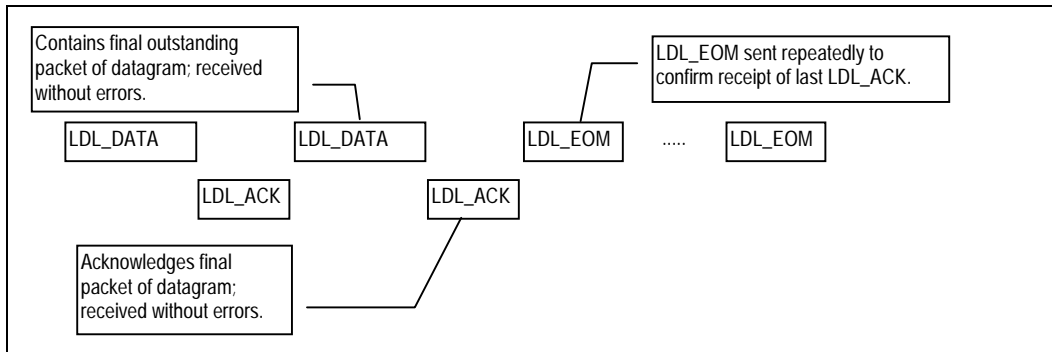 Contains final outstanding
packet of datagram; received
without errors.
LDL_EOM sent repeatedly to
confirm receipt of last LDL_ACK.
LDL_DATA
LDL_DATA
LDL_EOM
.....
LDL_EOM
LDL_ACK
LDL_ACK
Acknowledges final
packet of datagram;
received without errors.